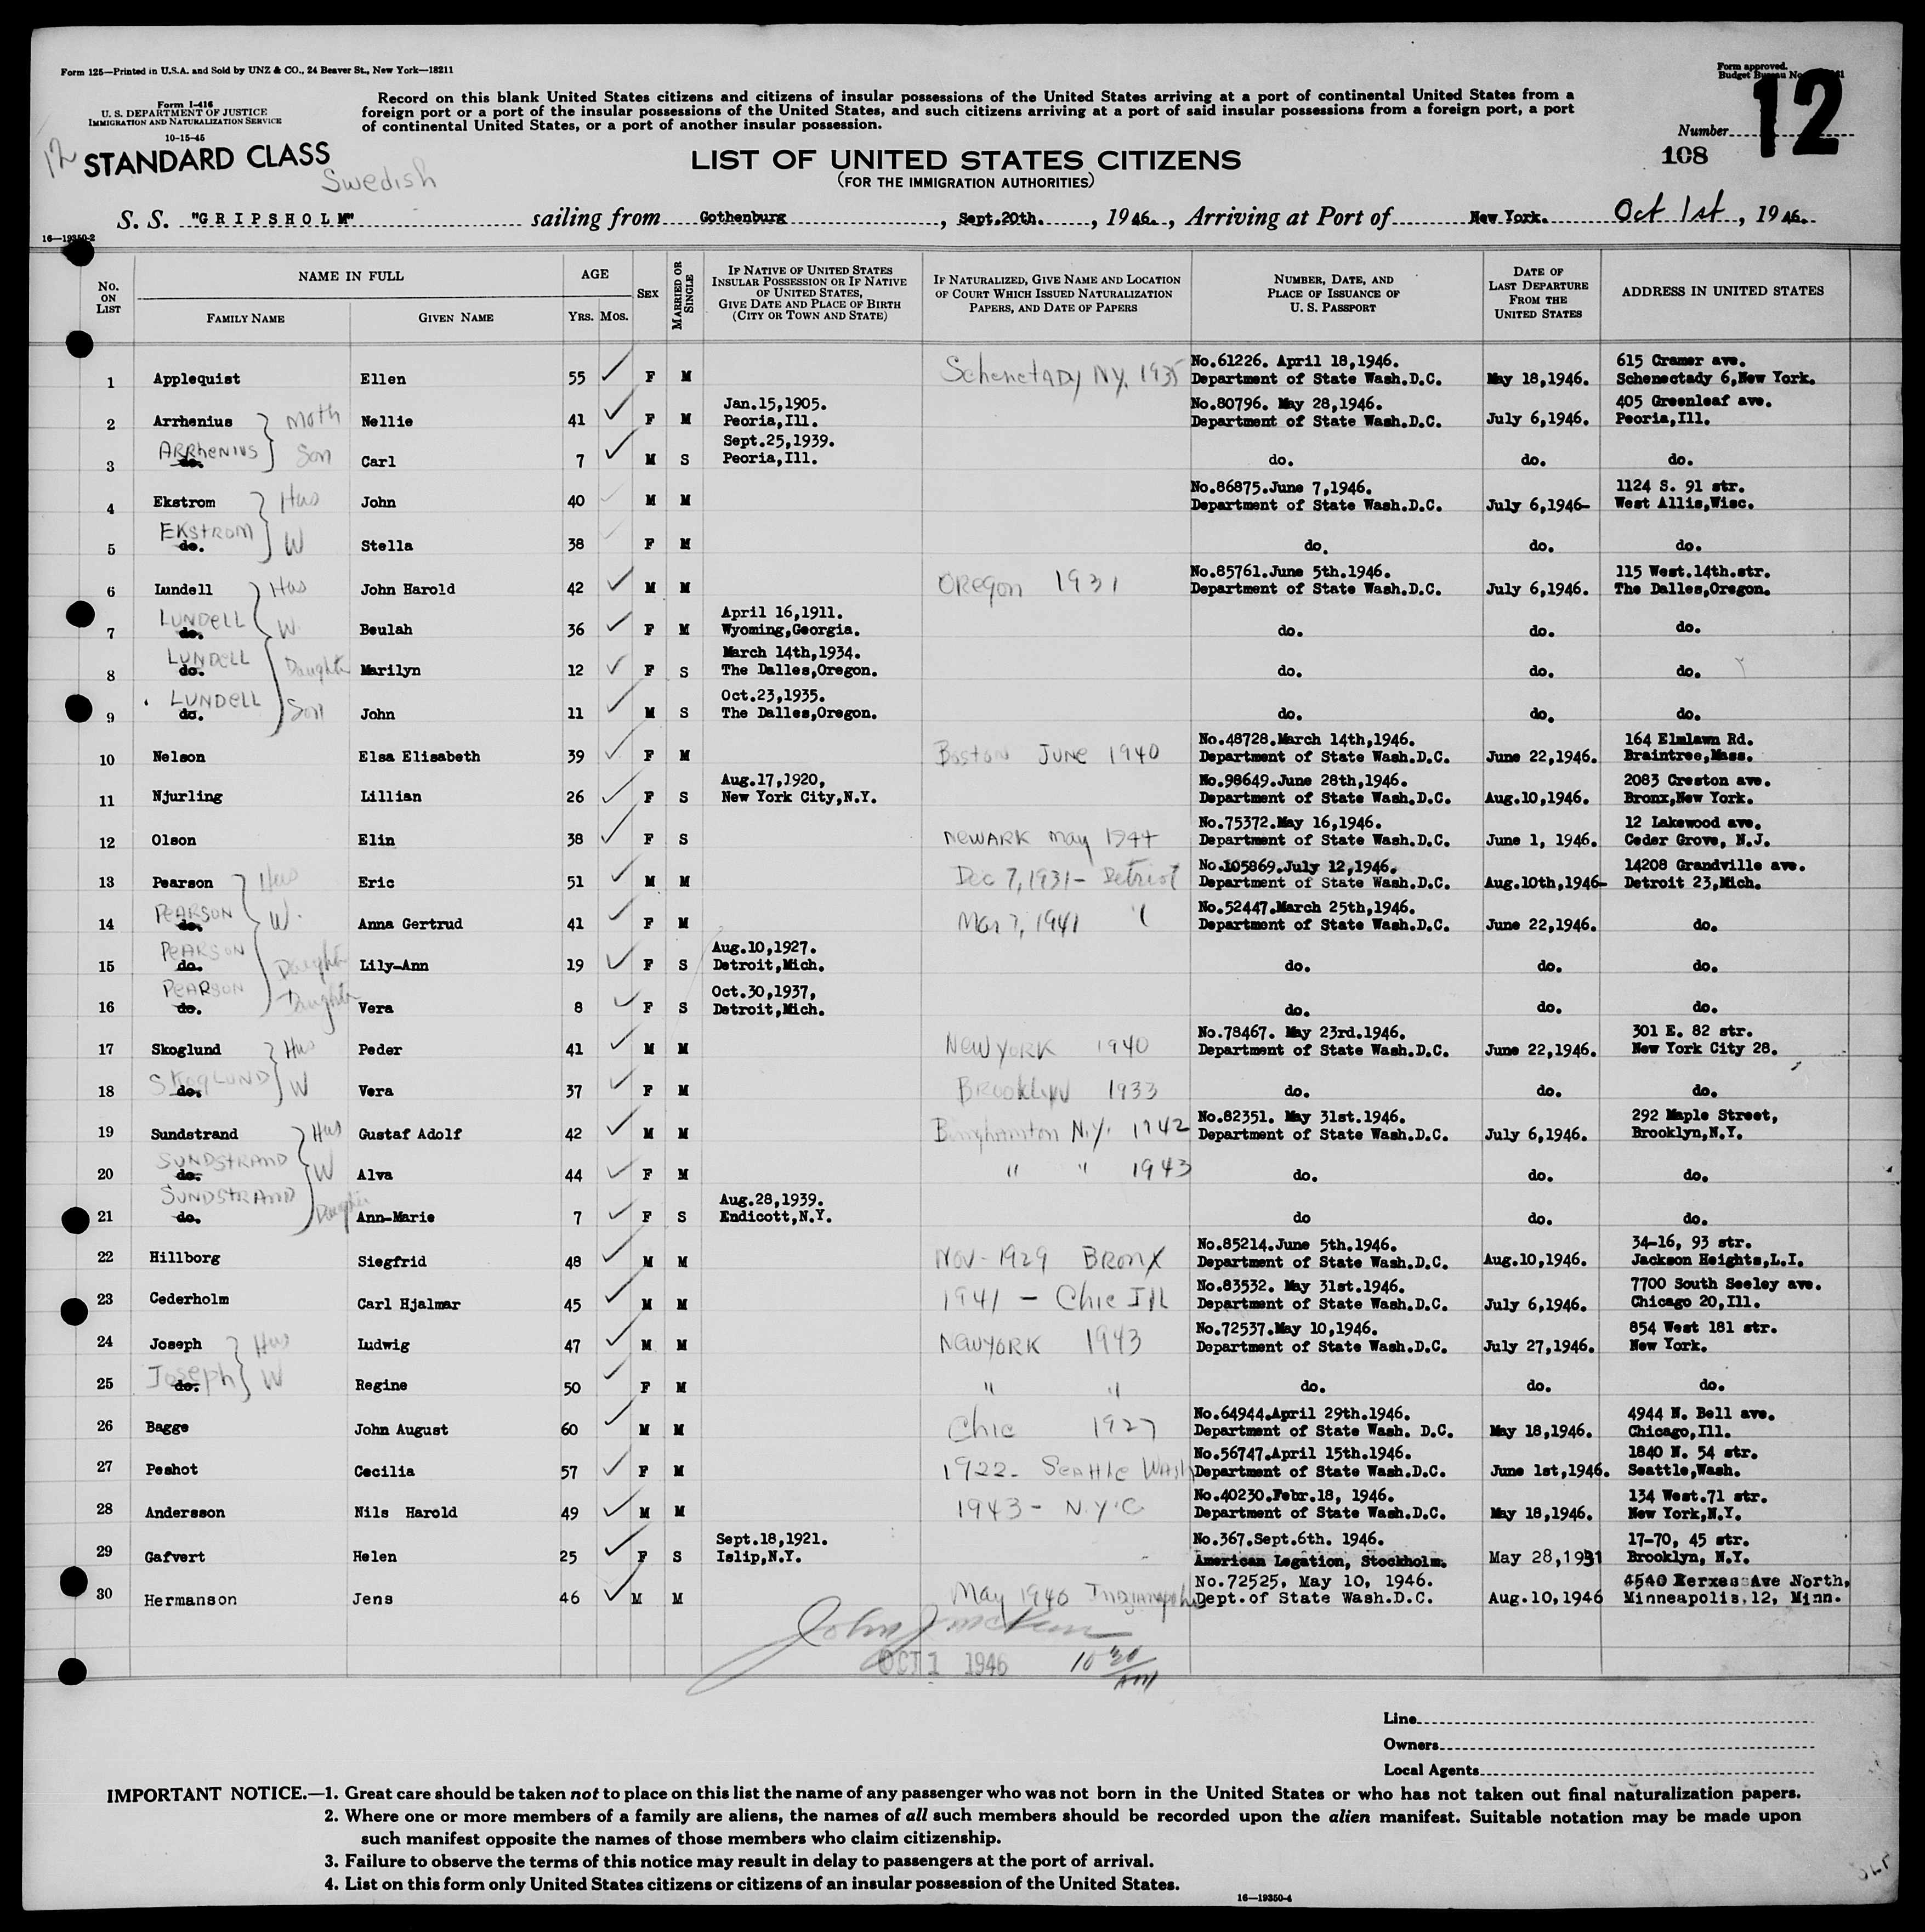 Form 125—Printed in U.S.A. and Sold by UNZ & CO., 24 Beaver St., New York—18211
Form approved.
Budget Bureau No.
Form I-416
U. S. DEPARTMENT OF JUSTICE
IMMIGRATION AND NATURALIZATION SERVICE
10-15-45
Record on this blank United States citizens and citizens of insular possessions of the United States arriving at a port of continental United States from a
foreign port or a port of the insular possessions of the United States, and such citizens arriving at a port of said insular possessions from a foreign port, a port
of continental United States, or a port of another insular possession.
Number 12
108
12 STANDARD CLASS
Swedish
LIST OF UNITED STATES CITIZENS
(FOR THE IMMIGRATION AUTHORITIES)
S. S. "GRIPSHOLM" sailing from Gothenburg, Sept.20th., 1946., Arriving at Port of New York. Oct 1st, 1946.
16—19350-2
No. ON LIST
NAME IN FULL
FAMILY NAME
GIVEN NAME
AGE
YRS. MOS.
SEX
MARRIED OR SINGLE
IF NATIVE OF UNITED STATES INSULAR POSSESSION OR IF NATIVE OF UNITED STATES, GIVE DATE AND PLACE OF BIRTH (CITY OR TOWN AND STATE)
IF NATURALIZED, GIVE NAME AND LOCATION OF COURT WHICH ISSUED NATURALIZATION PAPERS, AND DATE OF PAPERS
NUMBER, DATE, AND PLACE OF ISSUANCE OF U. S. PASSPORT
DATE OF LAST DEPARTURE FROM THE UNITED STATES
ADDRESS IN UNITED STATES
1 Applequist Ellen 55 F M Schenectady NY. 1935 No.61226. April 18,1946. Department of State Wash.D.C. May 18,1946. 615 Cramer ave. Schenectady 6,New York.
2 Arrhenius Moth Nellie 41 F M Jan.15,1905. Peoria,Ill. No.80796. May 28,1946. Department of State Wash.D.C. July 6,1946. 405 Greenleaf ave. Peoria,Ill.
3 ARRheNIUS do. Son Carl 7 M S Sept.25,1939. Peoria,Ill. do. do. do.
4 Ekstrom Hus John 40 M M No.86875.June 7,1946. Department of State Wash.D.C. July 6,1946- 1124 S. 91 str. West Allis,Wisc.
5 EKStRom do. W Stella 38 F M do. do. do.
6 Lundell Hus John Harold 42 M M OREgon 1931 No.85761.June 5th.1946. Department of State Wash.D.C. July 6,1946. 115 West.14th.str. The Dalles,Oregon.
7 LUNDELL do. W. Beulah 36 F M April 16,1911. Wyoming,Georgia. do. do. do.
8 LUNDELL do. Daughter Marilyn 12 F S March 14th,1934. The Dalles,Oregon. do. do. do.
9 LUNDELL do. Son John 11 M S Oct.23,1935. The Dalles,Oregon. do. do. do.
10 Nelson Elsa Elisabeth 39 F M Boston JUNE 1940 No.48728.March 14th,1946. Department of State Wash.D.C. June 22,1946. 164 Elmlawn Rd. Braintree,Mass.
11 Njurling Lillian 26 F S Aug.17,1920, New York City,N.Y. No.98649.June 28th,1946. Department of State Wash.D.C. Aug.10,1946. 2083 Creston ave. Bronx,New York.
12 Olson Elin 38 F S NEWARK may 1944 No.75372.May 16,1946. Department of State Wash.D.C. June 1, 1946. 12 Lakewood ave. Ceder Grove, N.J.
13 Pearson Hus Eric 51 M M Dec 7, 1931 - Detriot No.105869.July 12,1946. Department of State Wash.D.C. Aug.10th,1946- 14208 Grandville ave. Detroit 23,Mich.
14 PEARSON do. W. Anna Gertrud 41 F M Mar 7, 1941 " No.52447.March 25th,1946. Department of State Wash.D.C. June 22,1946. do.
15 PEARSON do. Daughter Lily-Ann 19 F S Aug.10,1927. Detroit,Mich. do. do. do.
16 PEARSON do. Daughter Vera 8 F S Oct.30,1937, Detroit,Mich. do. do. do.
17 Skoglund Hus Peder 41 M M NEWYORK 1940 No.78467. May 23rd.1946. Department of State Wash.D.C. June 22,1946. 301 E. 82 str. New York City 28.
18 SKogLUND do. W Vera 37 F M BROOKLYN 1933 do. do. do.
19 Sundstrand Hus Gustaf Adolf 42 M M Binghamton N.Y. 1942 No.82351. May 31st.1946. Department of State Wash.D.C. July 6,1946. 292 Maple Street, Brooklyn,N.Y.
20 SUNDSTRAND do. W Alva 44 F M " " 1943 do. do. do.
21 SUNDSTRAND do. Daughter Ann-Marie 7 F S Aug.28,1939. Endicott,N.Y. do do. do.
22 Hillborg Siegfrid 48 M M Nov - 1929 BRonX No.85214.June 5th.1946. Department of State Wash.D.C. Aug.10,1946. 34-16, 93 str. Jackson Heights,L.I.
23 Cederholm Carl Hjalmar 45 M M 1941 - Chic Ill No.83532. May 31st.1946. Department of State Wash.D.C. July 6,1946. 7700 South Seeley ave. Chicago 20,Ill.
24 Joseph Hus Ludwig 47 M M NEWYORK 1943 No.72537.May 10,1946. Department of State Wash.D.C. July 27,1946. 854 West 181 str. New York.
25 Joseph do. W Regine 50 F M " " do. do. do.
26 Bagge John August 60 M M Chic 1927 No.64944.April 29th.1946. Department of State Wash. D.C. May 18,1946. 4944 N. Bell ave. Chicago,Ill.
27 Peshot Cecilia 57 F M 1922 - SEAttle WAsh No.56747.April 15th.1946. Department of State Wash.D.C. June 1st,1946. 1840 N. 54 str. Seattle,Wash.
28 Andersson Nils Harold 49 M M 1943 - N.Y.C No.40230.Febr.18, 1946. Department of State Wash.D.C. May 18,1946. 134 West.71 str. New York,N.Y.
29 Gafvert Helen 25 F S Sept.18,1921. Islip,N.Y. No.367,Sept.6th. 1946. American Legation, Stockholm. May 28,1931 17-70, 45 str. Brooklyn, N.Y.
30 Hermanson Jens 46 M M May 1940 Indianapolis No.72525, May 10, 1946. Dept.of State Wash.D.C. Aug.10,1946 4540 Xerxes Ave North, Minneapolis,12, Minn.
OCT 1 1946 10 30 AM
Line
Owners
Local Agents
IMPORTANT NOTICE.—1. Great care should be taken not to place on this list the name of any passenger who was not born in the United States or who has not taken out final naturalization papers.
2. Where one or more members of a family are aliens, the names of all such members should be recorded upon the alien manifest. Suitable notation may be made upon
such manifest opposite the names of those members who claim citizenship.
3. Failure to observe the terms of this notice may result in delay to passengers at the port of arrival.
4. List on this form only United States citizens or citizens of an insular possession of the United States.
16—19350-4